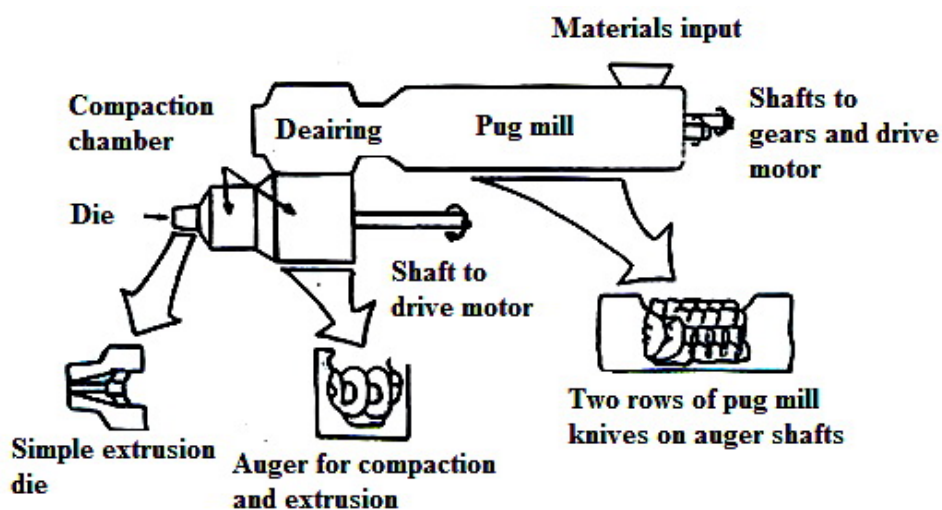 Materials input
Compaction
chamber
Deairing
Pug mill
Shafts to
gears and drive
motor
Die
Shaft to
drive motor
Simple extrusion
die
Auger for compaction
and extrusion
Two rows of pug mill
knives on auger shafts